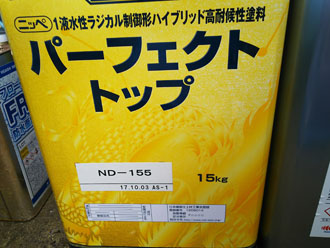 ニッペ 1液水性ラジカル制御形ハイブリッド高耐候性塗料
パーフェクト
トップ
ND-155
17.10.03 AS-1
15kg